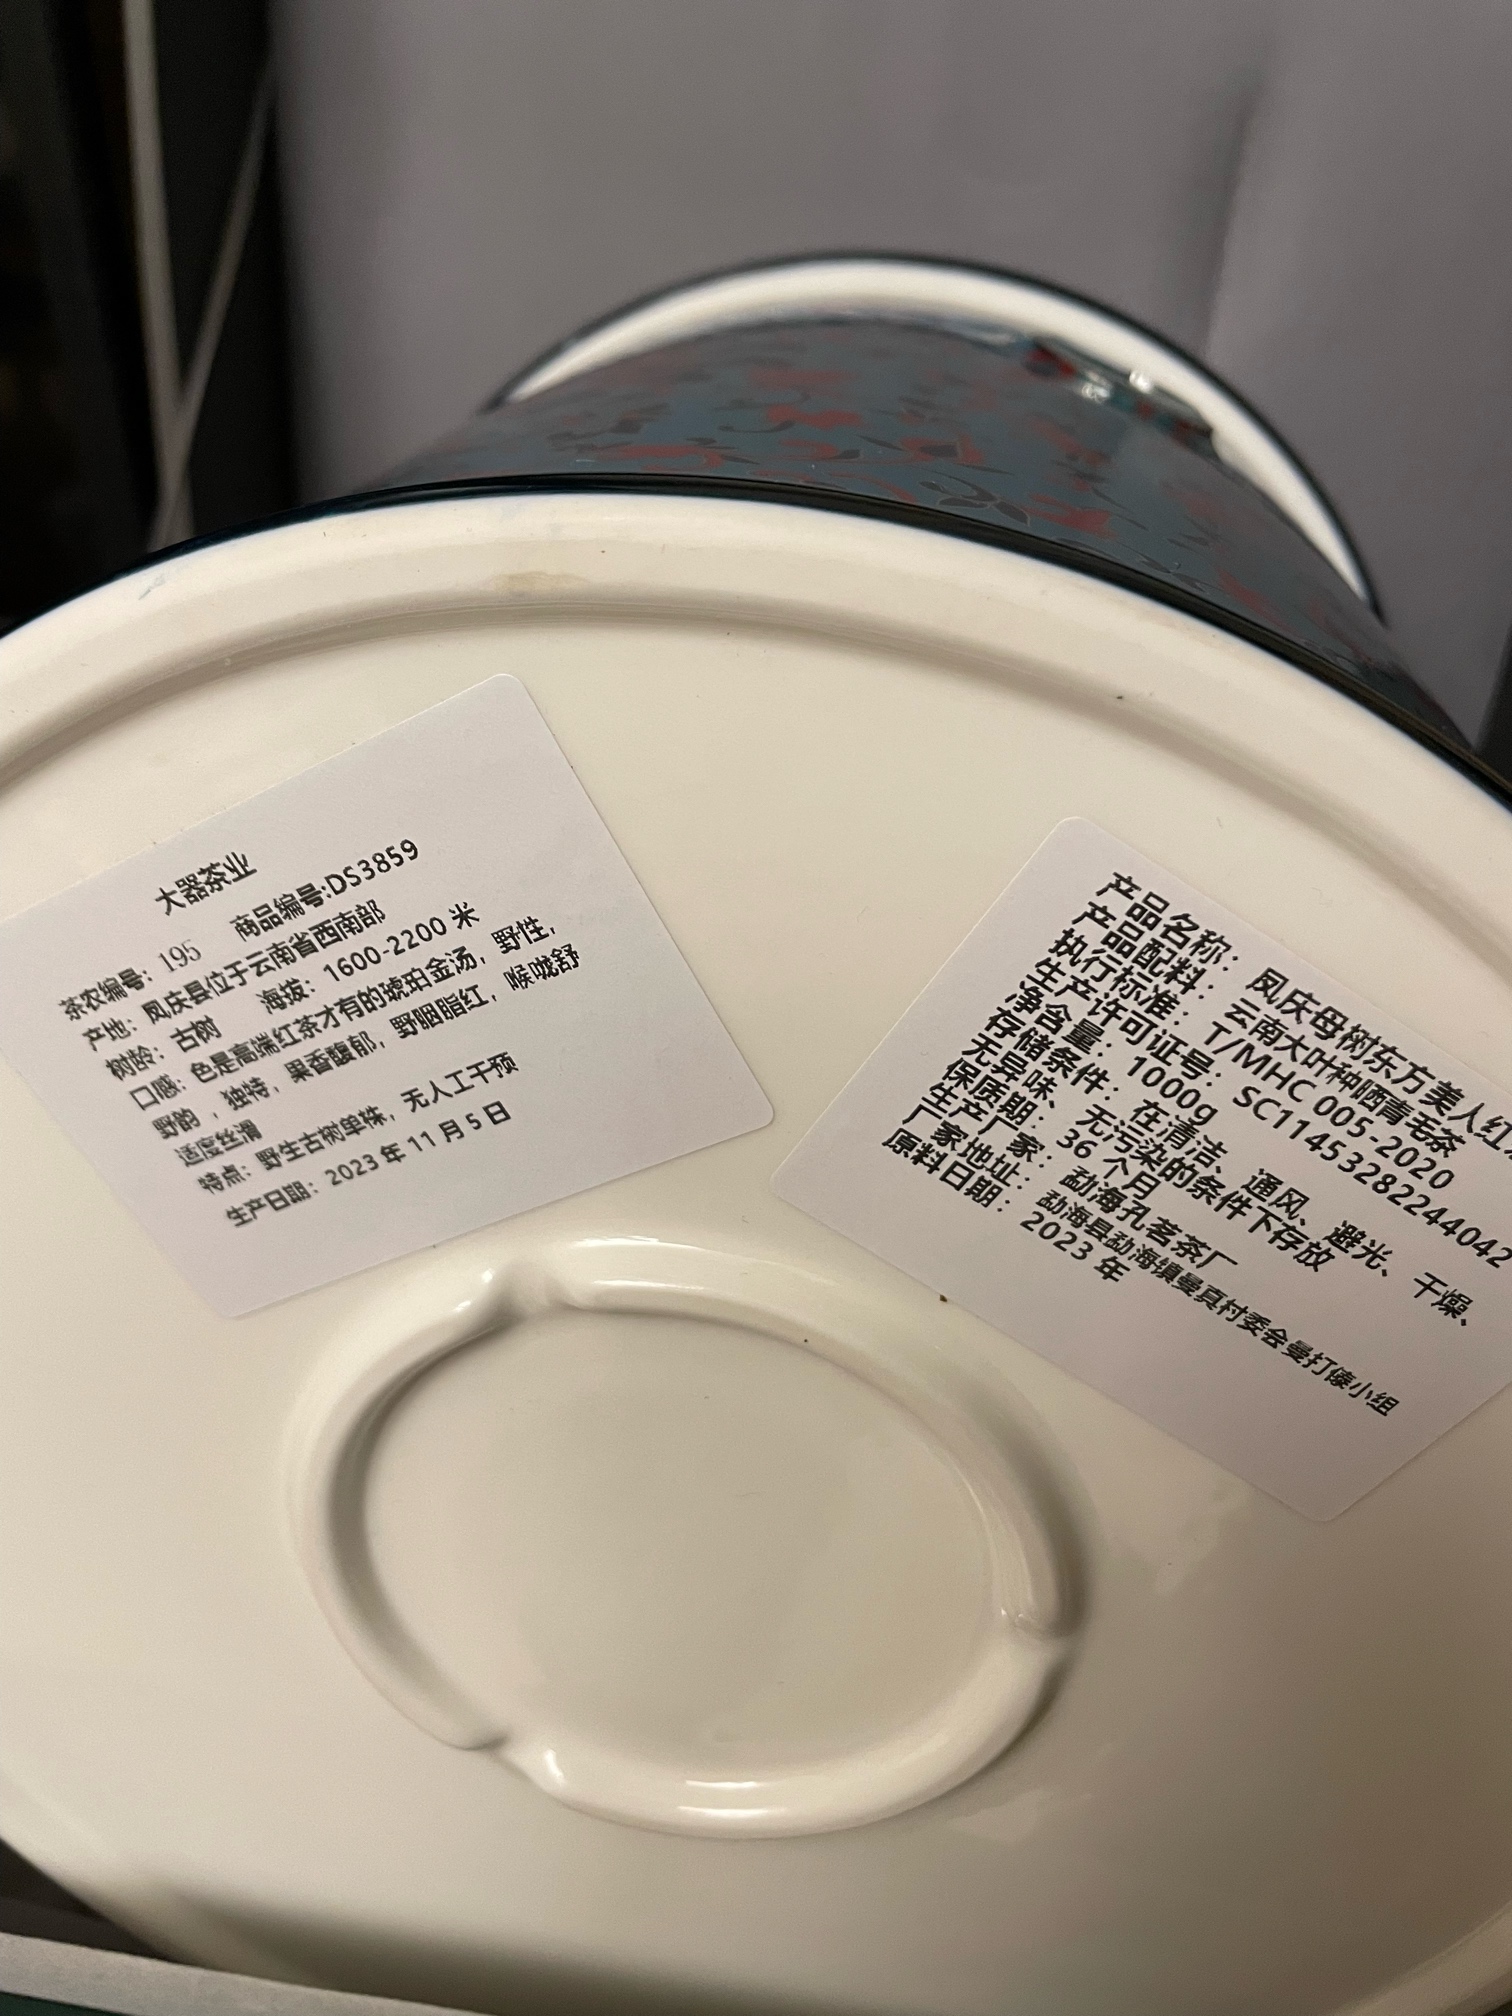 大器茶业
茶农编号：195 商品编号:DS3859
产地：凤庆县位于云南省西南部
树龄：古树 海拔：1600-2200 米
口感：色是高端红茶才有的琥珀金汤，野性，
野韵，独特，果香馥郁，野胭脂红，喉咙舒
适度丝滑
特点：野生古树单株，无人工干预
生产日期：2023 年 11 月 5 日
产品名称：凤庆母树东方美人红
产品配料：云南大叶种晒青毛茶
执行标准：T/MHC 005-2020
生产许可证号：SC1145328224404２
净含量：1000g
存储条件：在清洁、通风、避光、干燥、
无异味、无污染的条件下存放
保质期：36 个月
生产厂家：勐海孔茗茶厂
厂家地址：勐海县勐海镇曼真村委会曼打傣小组
原料日期：2023 年